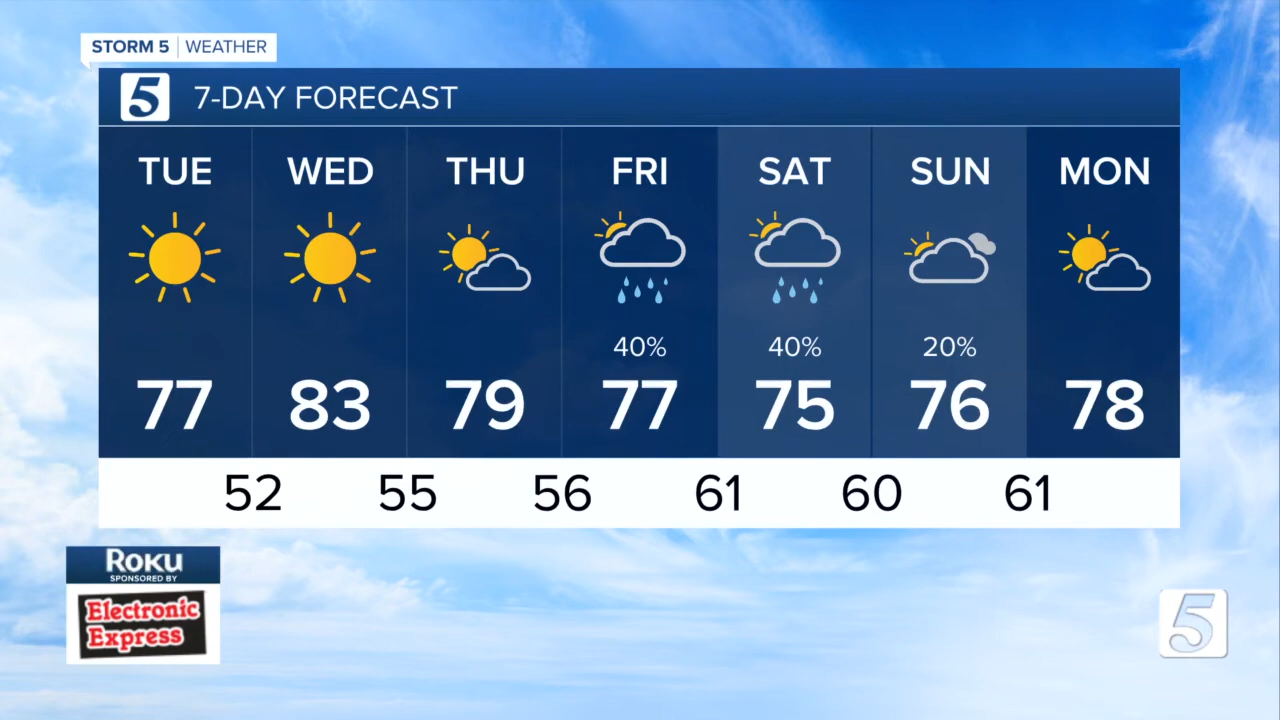 STORM 5 | WEATHER
5 7-DAY FORECAST
TUE WED THU FRI SAT SUN MON
40% 40% 20%
77 83 79 77 75 76 78
52 55 56 61 60 61
Roku
SPONSORED BY
Electronic
Express
5